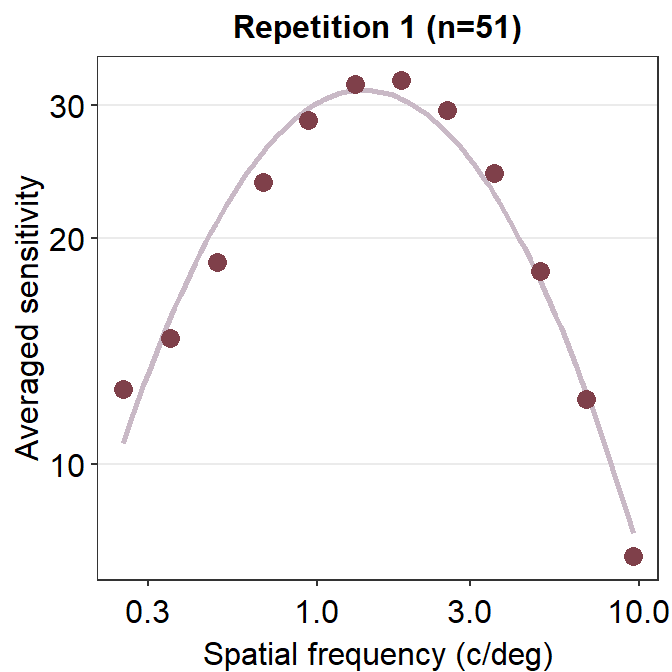 Repetition 1 (n=51)
Averaged sensitivity
30
20
10
0.3 1.0 3.0 10.0
Spatial frequency (c/deg)